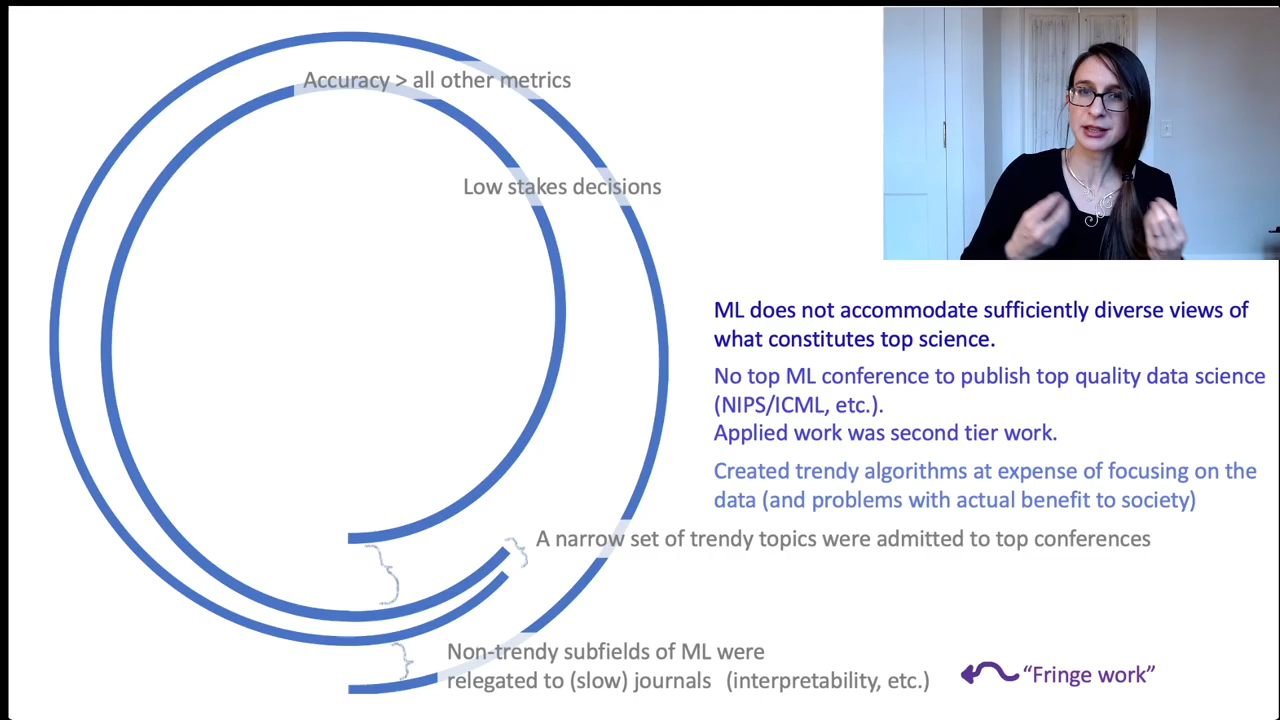 Accuracy > all other metrics
Low stakes decisions
ML does not accommodate sufficiently diverse views of
what constitutes top science.
No top ML conference to publish top quality data science
(NIPS/ICML, etc.).
Applied work was second tier work.
Created trendy algorithms at expense of focusing on the
data (and problems with actual benefit to society)
A narrow set of trendy topics were admitted to top conferences
Non-trendy subfields of ML were
relegated to (slow) journals (interpretability, etc.)
“Fringe work”